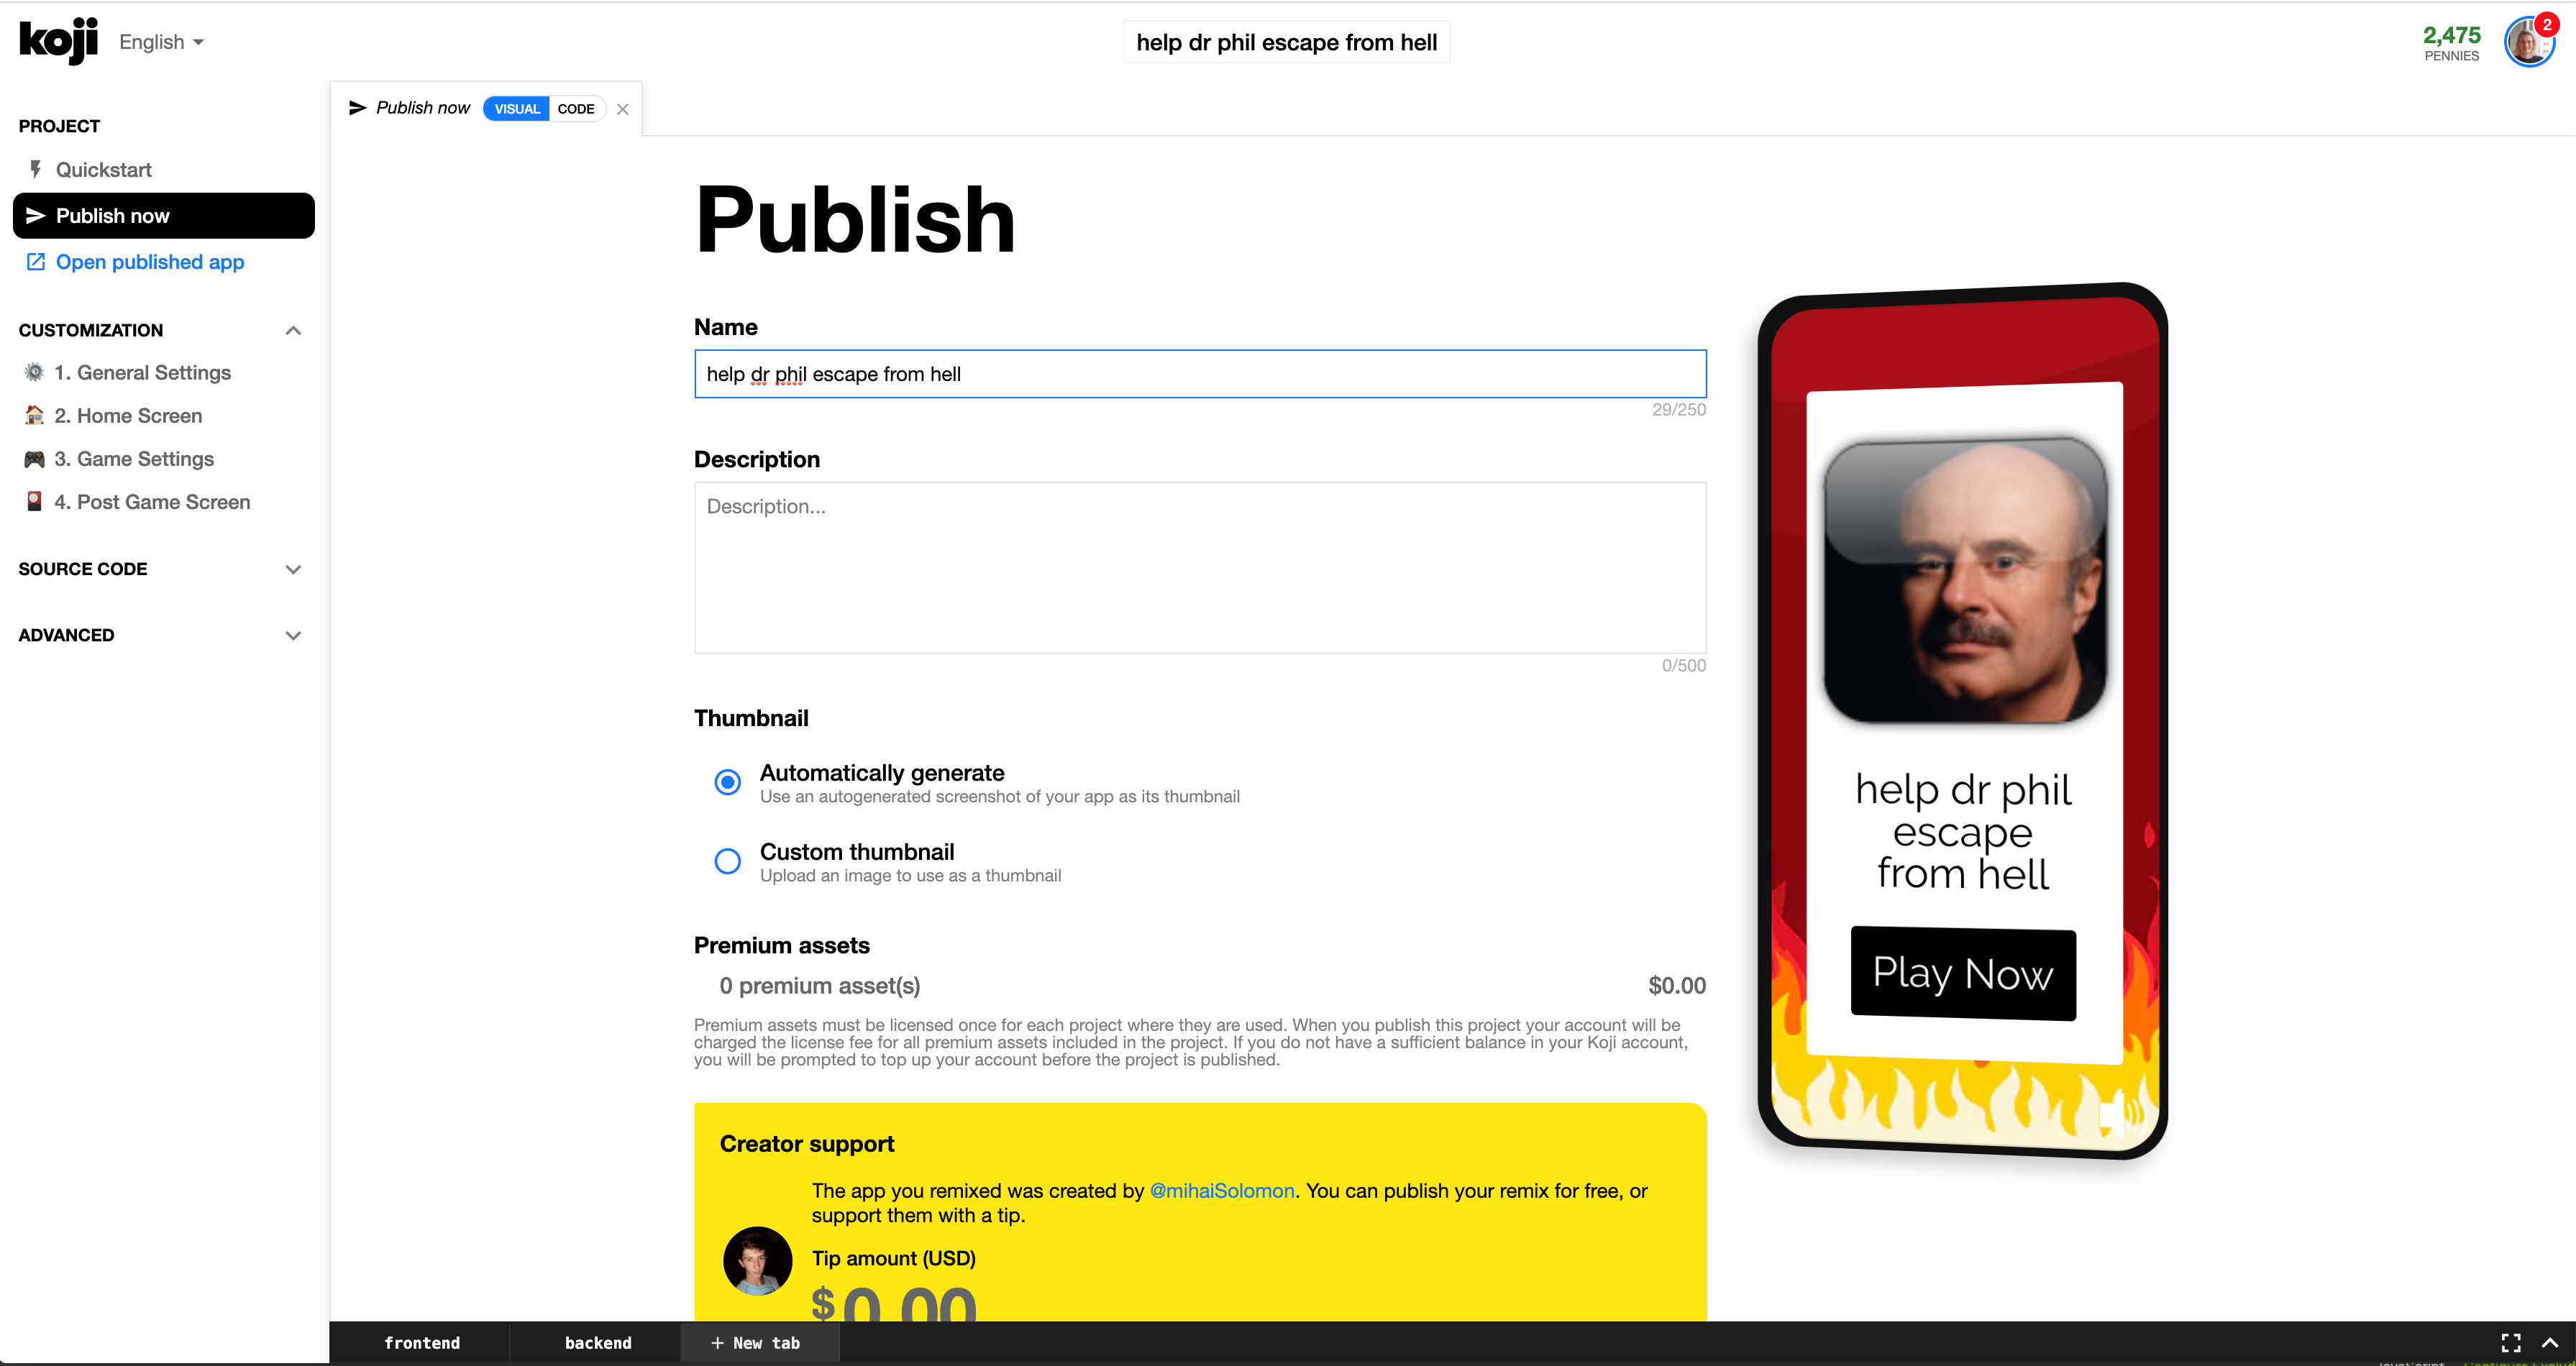 koji
English
help dr phil escape from hell
2,475
PENNIES
2
PROJECT
Quickstart
Publish now
Open published app
CUSTOMIZATION
1. General Settings
2. Home Screen
3. Game Settings
4. Post Game Screen
SOURCE CODE
ADVANCED
Publish now
VISUAL
CODE
Publish
Name
help dr phil escape from hell
29/250
Description
Description...
0/500
Thumbnail
Automatically generate
Use an autogenerated screenshot of your app as its thumbnail
Custom thumbnail
Upload an image to use as a thumbnail
Premium assets
0 premium asset(s)
$0.00
Premium assets must be licensed once for each project where they are used. When you publish this project your account will be
charged the license fee for all premium assets included in the project. If you do not have a sufficient balance in your Koji account,
you will be prompted to top up your account before the project is published.
Creator support
The app you remixed was created by @mihaiSolomon. You can publish your remix for free, or
support them with a tip.
Tip amount (USD)
$0.00
help dr phil
escape
from hell
Play Now
frontend
backend
+ New tab